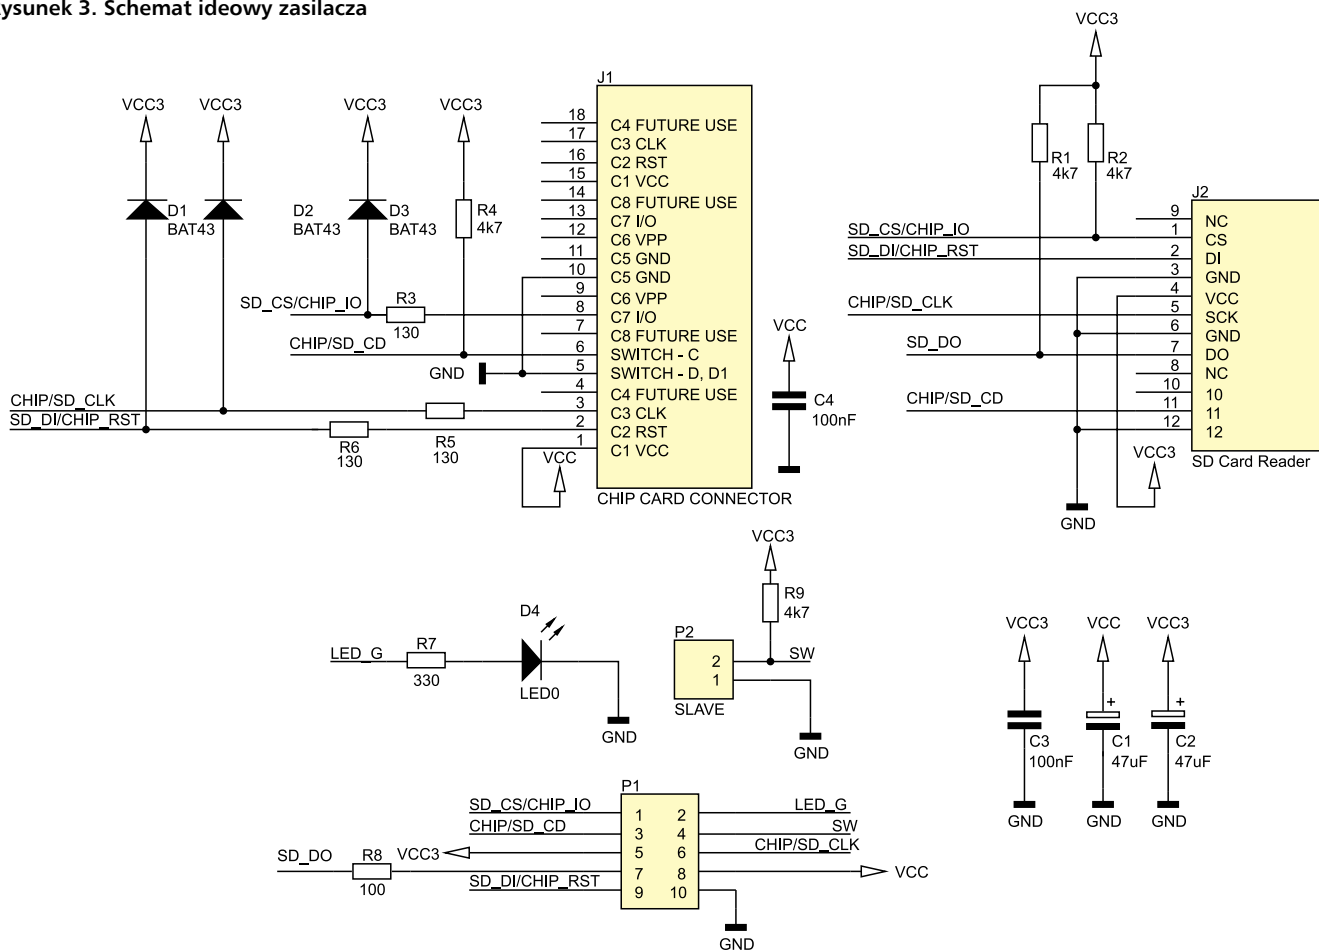 ysunek 3. Schemat ideowy zasilacza
VCC3
VCC3
VCC3
VCC3
D1
BAT43
D2
BAT43
D3
BAT43
R4
4k7
SD_CS/CHIP_IO
R3
130
CHIP/SD_CD
GND
CHIP/SD_CLK
SD_DI/CHIP_RST
R6
130
R5
130
VCC
J1
18 C4 FUTURE USE
17 C3 CLK
16 C2 RST
15 C1 VCC
14 C8 FUTURE USE
13 C7 I/O
12 C6 VPP
11 C5 GND
10 C5 GND
9 C6 VPP
8 C7 I/O
7 C8 FUTURE USE
6 SWITCH - C
5 SWITCH - D, D1
4 C4 FUTURE USE
3 C3 CLK
2 C2 RST
1 C1 VCC
CHIP CARD CONNECTOR
VCC
C4
100nF
VCC3
R1
4k7
R2
4k7
SD_CS/CHIP_IO
SD_DI/CHIP_RST
CHIP/SD_CLK
SD_DO
CHIP/SD_CD
J2
9 NC
1 CS
2 DI
3 GND
4 VCC
5 SCK
6 GND
7 DO
8 NC
10 10
11 11
12 12
SD Card Reader
VCC3
GND
LED_G
R7
330
D4
LED0
GND
VCC3
R9
4k7
P2
2
1
SLAVE
SW
GND
VCC3
C3
100nF
GND
VCC
+
C1
47uF
GND
VCC3
+
C2
47uF
GND
P1
SD_CS/CHIP_IO 1 2 LED_G
CHIP/SD_CD 3 4 SW
VCC3 5 6 CHIP/SD_CLK
SD_DO R8 100 7 8 VCC
SD_DI/CHIP_RST 9 10
GND